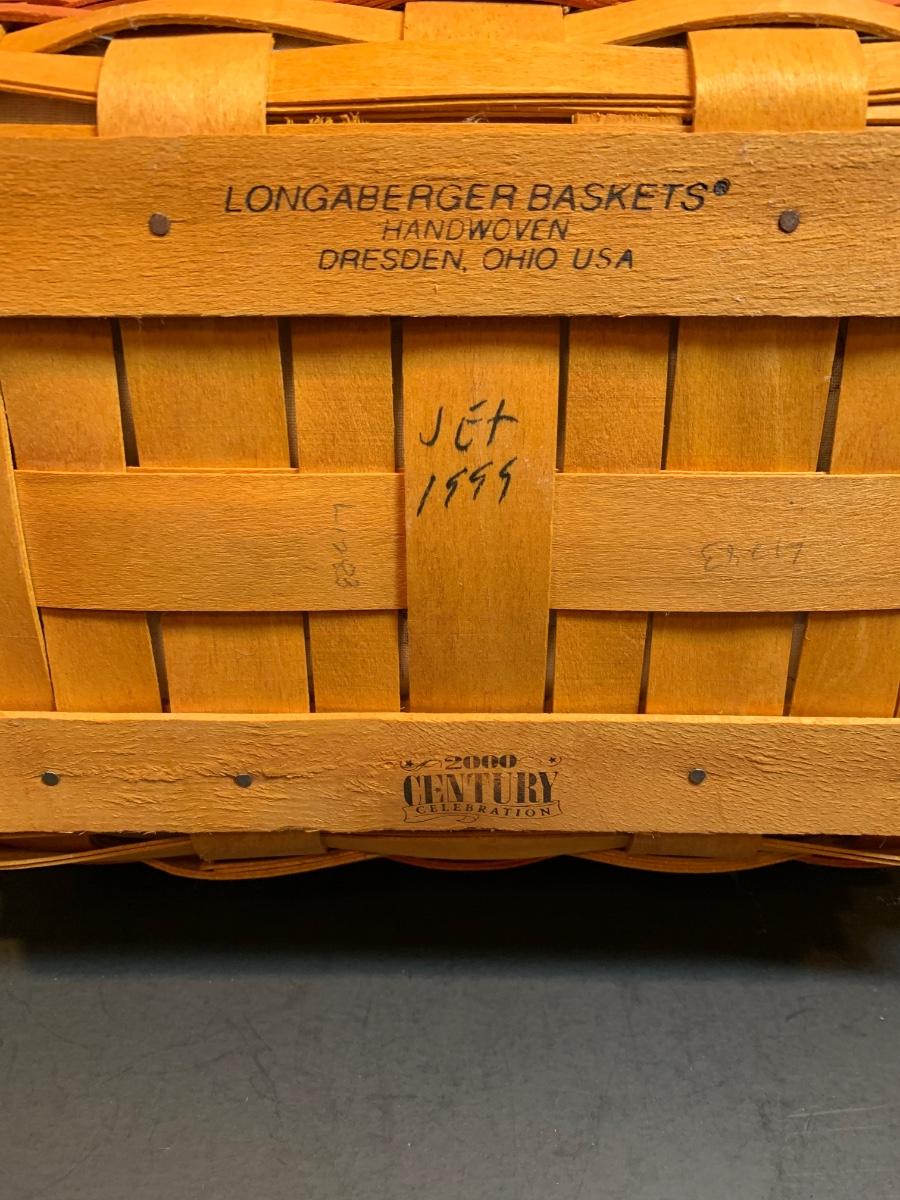 LONGABERGER BASKETS®
HANDWOVEN
DRESDEN, OHIO USA
JEt
1999
2000
CENTURY
CELEBRATION